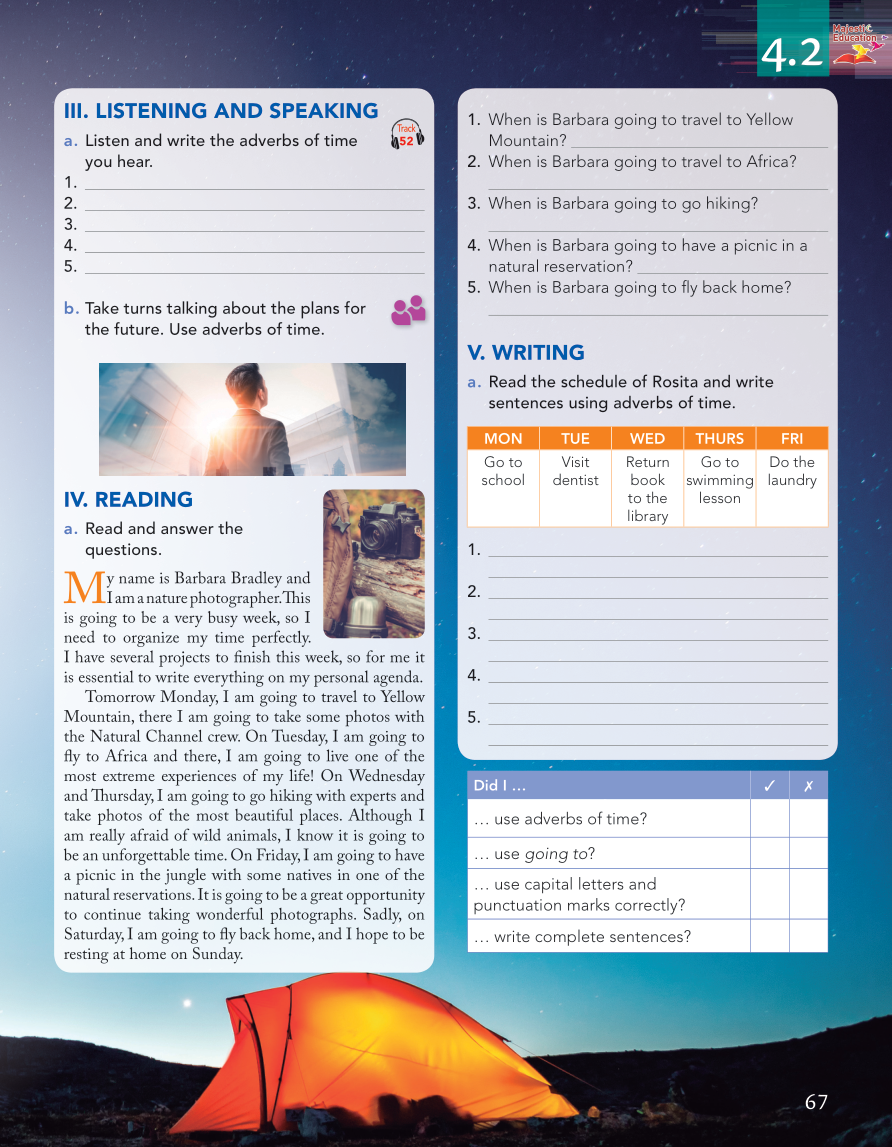 4.2
Majestic
Education
III. LISTENING AND SPEAKING
a. Listen and write the adverbs of time
you hear.
Track
52
1.
2.
3.
4.
5.
b. Take turns talking about the plans for
the future. Use adverbs of time.
IV. READING
a. Read and answer the
questions.
My name is Barbara Bradley and
I am a nature photographer. This
is going to be a very busy week, so I
need to organize my time perfectly.
I have several projects to finish this week, so for me it
is essential to write everything on my personal agenda.
Tomorrow Monday, I am going to travel to Yellow
Mountain, there I am going to take some photos with
the Natural Channel crew. On Tuesday, I am going to
fly to Africa and there, I am going to live one of the
most extreme experiences of my life! On Wednesday
and Thursday, I am going to go hiking with experts and
take photos of the most beautiful places. Although I
am really afraid of wild animals, I know it is going to
be an unforgettable time. On Friday, I am going to have
a picnic in the jungle with some natives in one of the
natural reservations. It is going to be a great opportunity
to continue taking wonderful photographs. Sadly, on
Saturday, I am going to fly back home, and I hope to be
resting at home on Sunday.
1. When is Barbara going to travel to Yellow
Mountain?
2. When is Barbara going to travel to Africa?
3. When is Barbara going to go hiking?
4. When is Barbara going to have a picnic in a
natural reservation?
5. When is Barbara going to fly back home?
V. WRITING
a. Read the schedule of Rosita and write
sentences using adverbs of time.
MON TUE WED THURS FRI
Go to Visit Return Go to Do the
school dentist book swimming laundry
to the lesson
library
1.
2.
3.
4.
5.
Did I … ✓ ✗
… use adverbs of time?
… use going to?
… use capital letters and
punctuation marks correctly?
… write complete sentences?
67